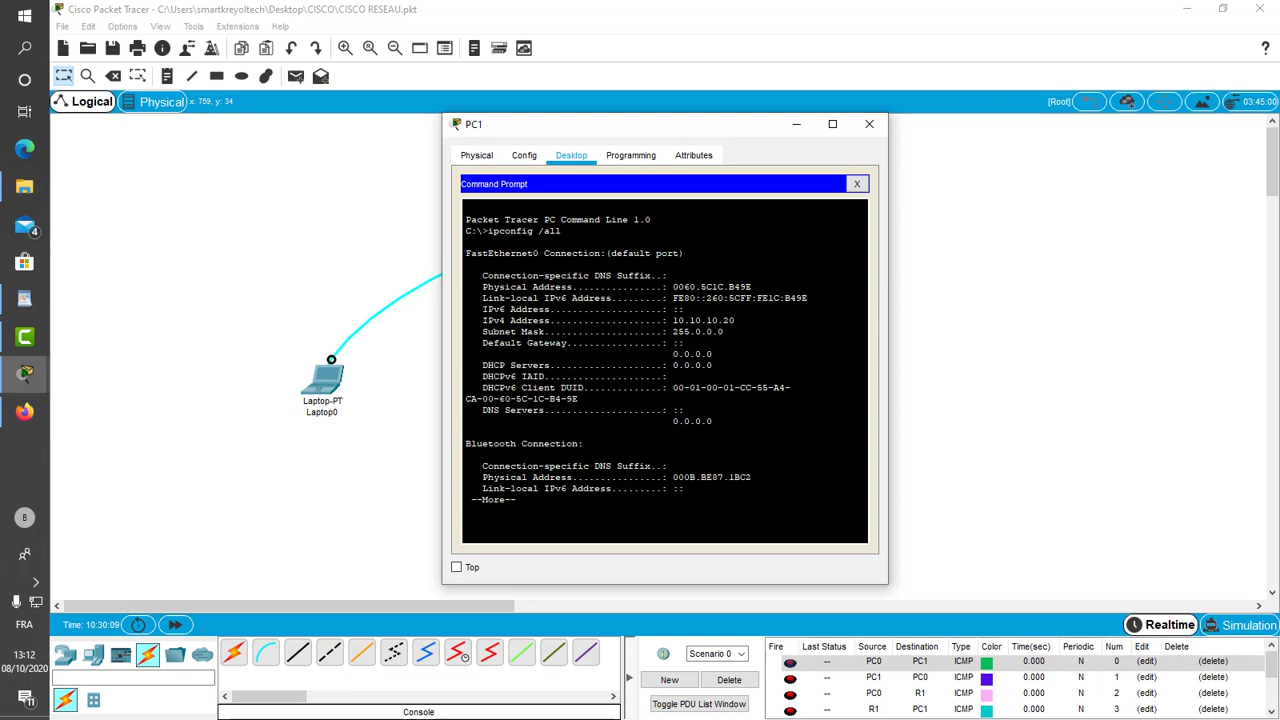 Cisco Packet Tracer - C:\Users\smartkreyoltech\Desktop\CISCO\CISCO RESEAU.pkt
File Edit Options View Tools Extensions Help
?
Logical Physical x: 759, y: 34 [Root] 03:45:00
PC1
Physical Config Desktop Programming Attributes
Command Prompt X
Packet Tracer PC Command Line 1.0
C:\>ipconfig /all
FastEthernet0 Connection:(default port)
Connection-specific DNS Suffix..:
Physical Address................: 0060.5C1C.B49E
Link-local IPv6 Address.........: FE80::260:5CFF:FE1C:B49E
IPv6 Address....................: ::
IPv4 Address....................: 10.10.10.20
Subnet Mask.....................: 255.0.0.0
Default Gateway.................: ::
0.0.0.0
DHCP Servers....................: 0.0.0.0
DHCPv6 IAID.....................:
DHCPv6 Client DUID..............: 00-01-00-01-CC-55-A4-
CA-00-60-5C-1C-B4-9E
DNS Servers.....................: ::
0.0.0.0
Bluetooth Connection:
Connection-specific DNS Suffix..:
Physical Address................: 000B.BE87.1BC2
Link-local IPv6 Address.........: ::
--More--
Top
Laptop-PT
Laptop0
4
B
FRA
13:12
08/10/2020
11
Time: 10:30:09
Realtime Simulation
Scenario 0
New Delete
Toggle PDU List Window
Fire Last Status Source Destination Type Color Time(sec) Periodic Num Edit Delete
-- PC0 PC1 ICMP 0.000 N 0 (edit) (delete)
-- PC1 PC0 ICMP 0.000 N 1 (edit) (delete)
-- PC0 R1 ICMP 0.000 N 2 (edit) (delete)
-- R1 PC1 ICMP 0.000 N 3 (edit) (delete)
Console